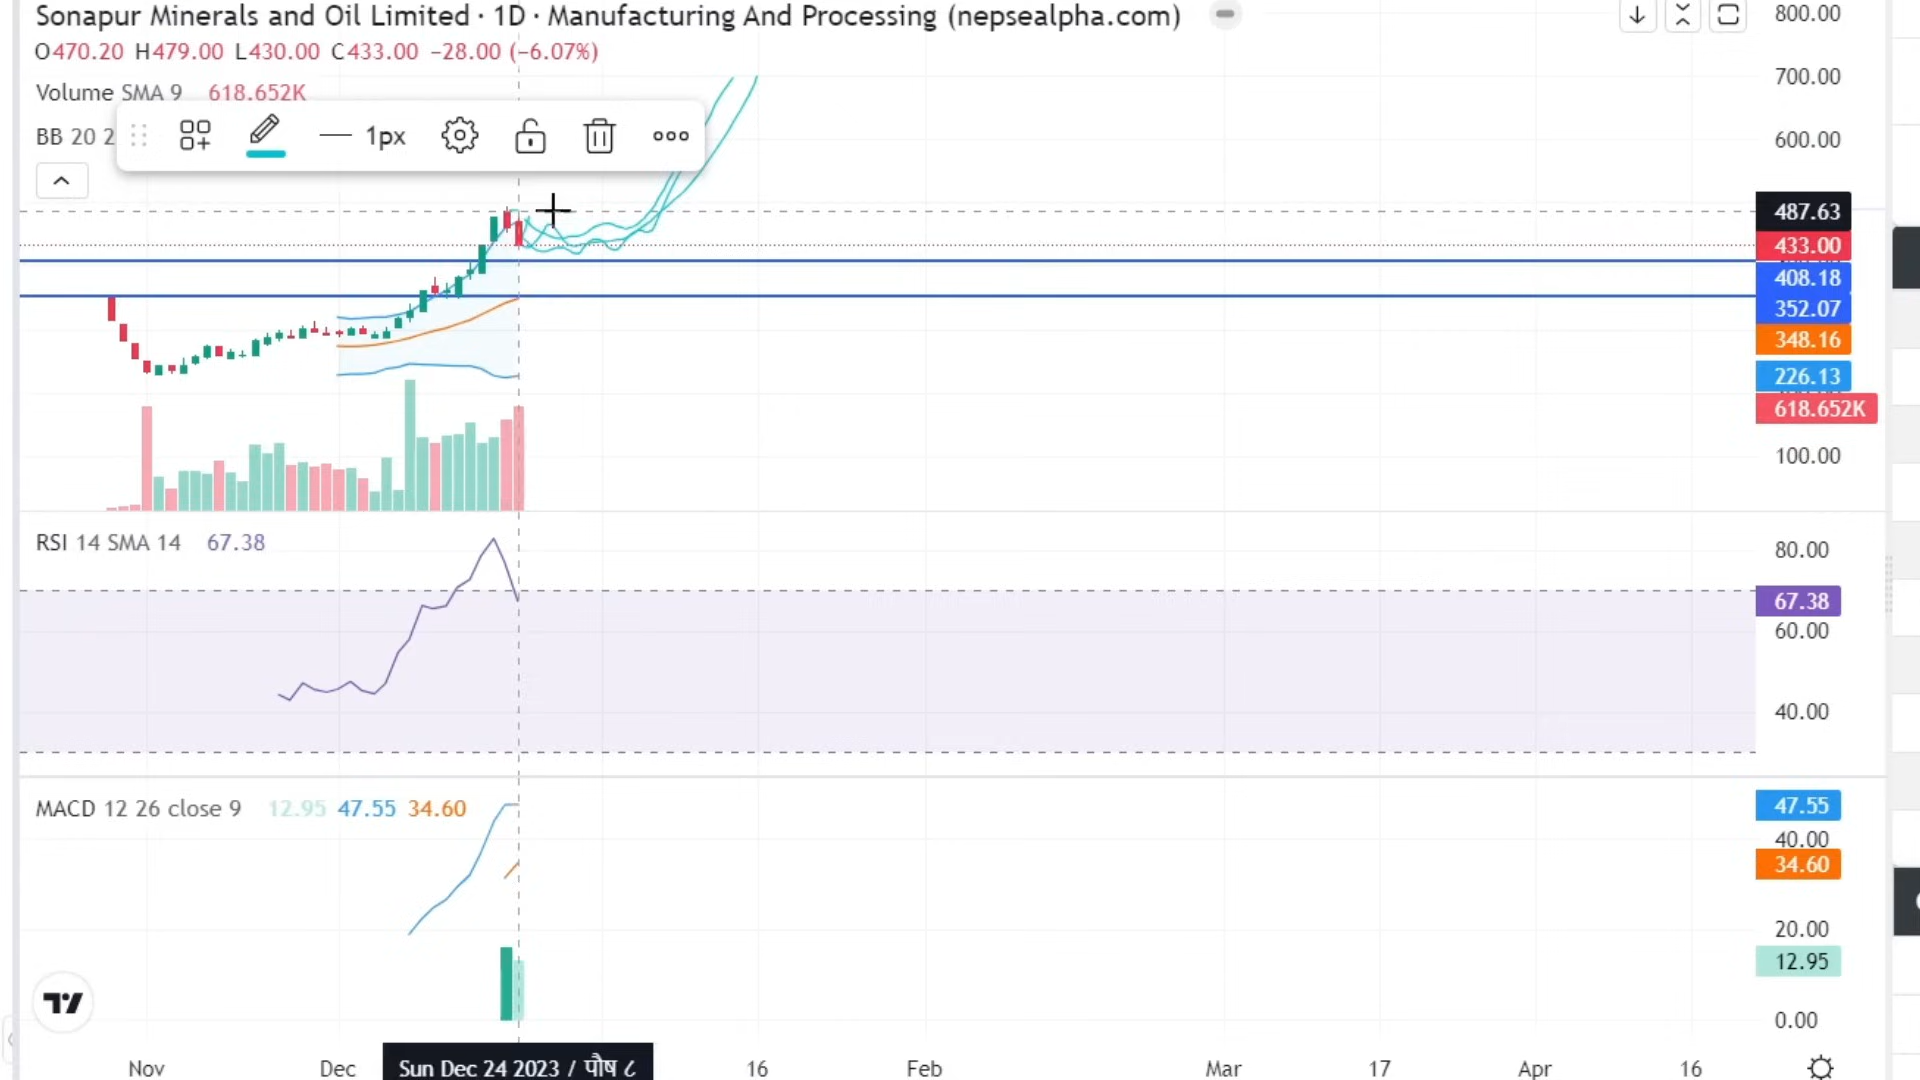 Sonapur Minerals and Oil Limited · 1D · Manufacturing And Processing (nepsealpha.com)
O470.20 H479.00 L430.00 C433.00 −28.00 (−6.07%)
Volume SMA 9 618.652K
BB 20 2
1px
800.00
700.00
600.00
487.63
433.00
408.18
352.07
348.16
226.13
618.652K
100.00
RSI 14 SMA 14 67.38
80.00
67.38
60.00
40.00
MACD 12 26 close 9 12.95 47.55 34.60
47.55
40.00
34.60
20.00
12.95
0.00
Nov Dec Sun Dec 24 2023 / पौष ८ 16 Feb Mar 17 Apr 16